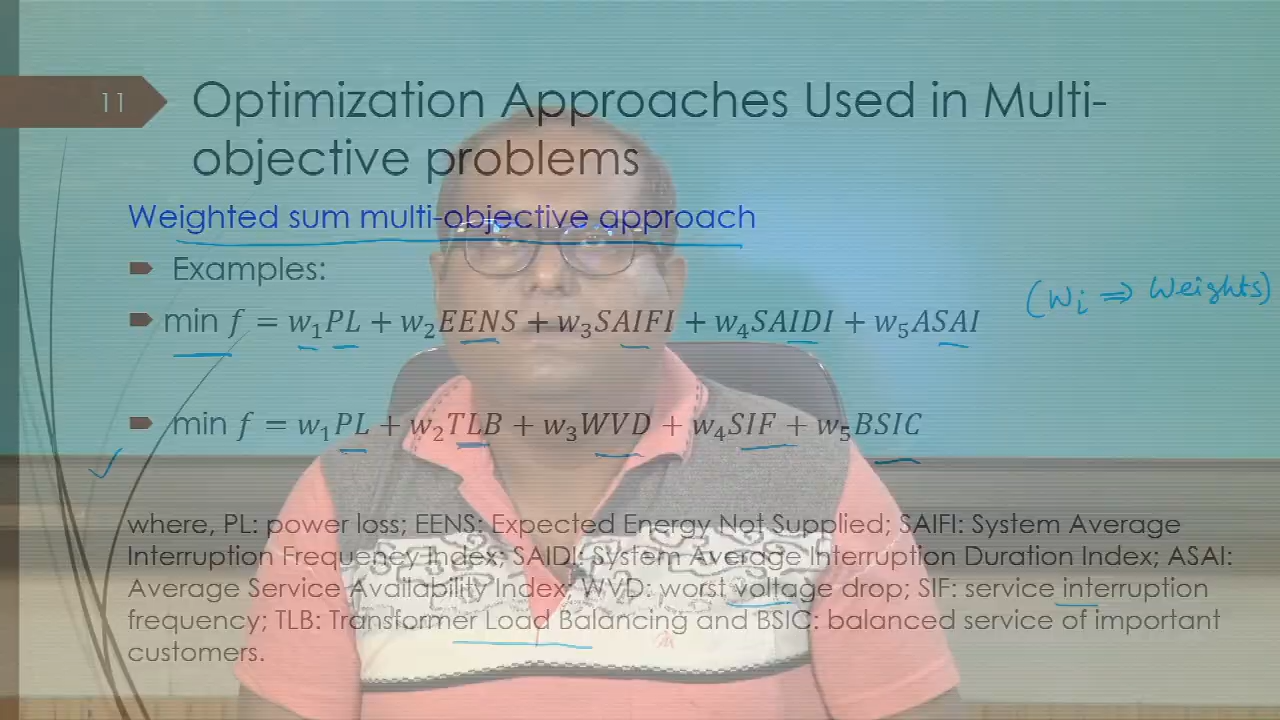 11
Optimization Approaches Used in Multi-
objective problems
Weighted sum multi-objective approach
Examples:
(Wi ⇒ Weights)
min f = w₁PL + w₂EENS + w₃SAIFI + w₄SAIDI + w₅ASAI
min f = w₁PL + w₂TLB + w₃WVD + w₄SIF + w₅BSIC
where, PL: power loss; EENS: Expected Energy Not Supplied; SAIFI: System Average
Interruption Frequency Index; SAIDI: System Average Interruption Duration Index; ASAI:
Average Service Availability Index; WVD: worst voltage drop; SIF: service interruption
frequency; TLB: Transformer Load Balancing and BSIC: balanced service of important
customers.